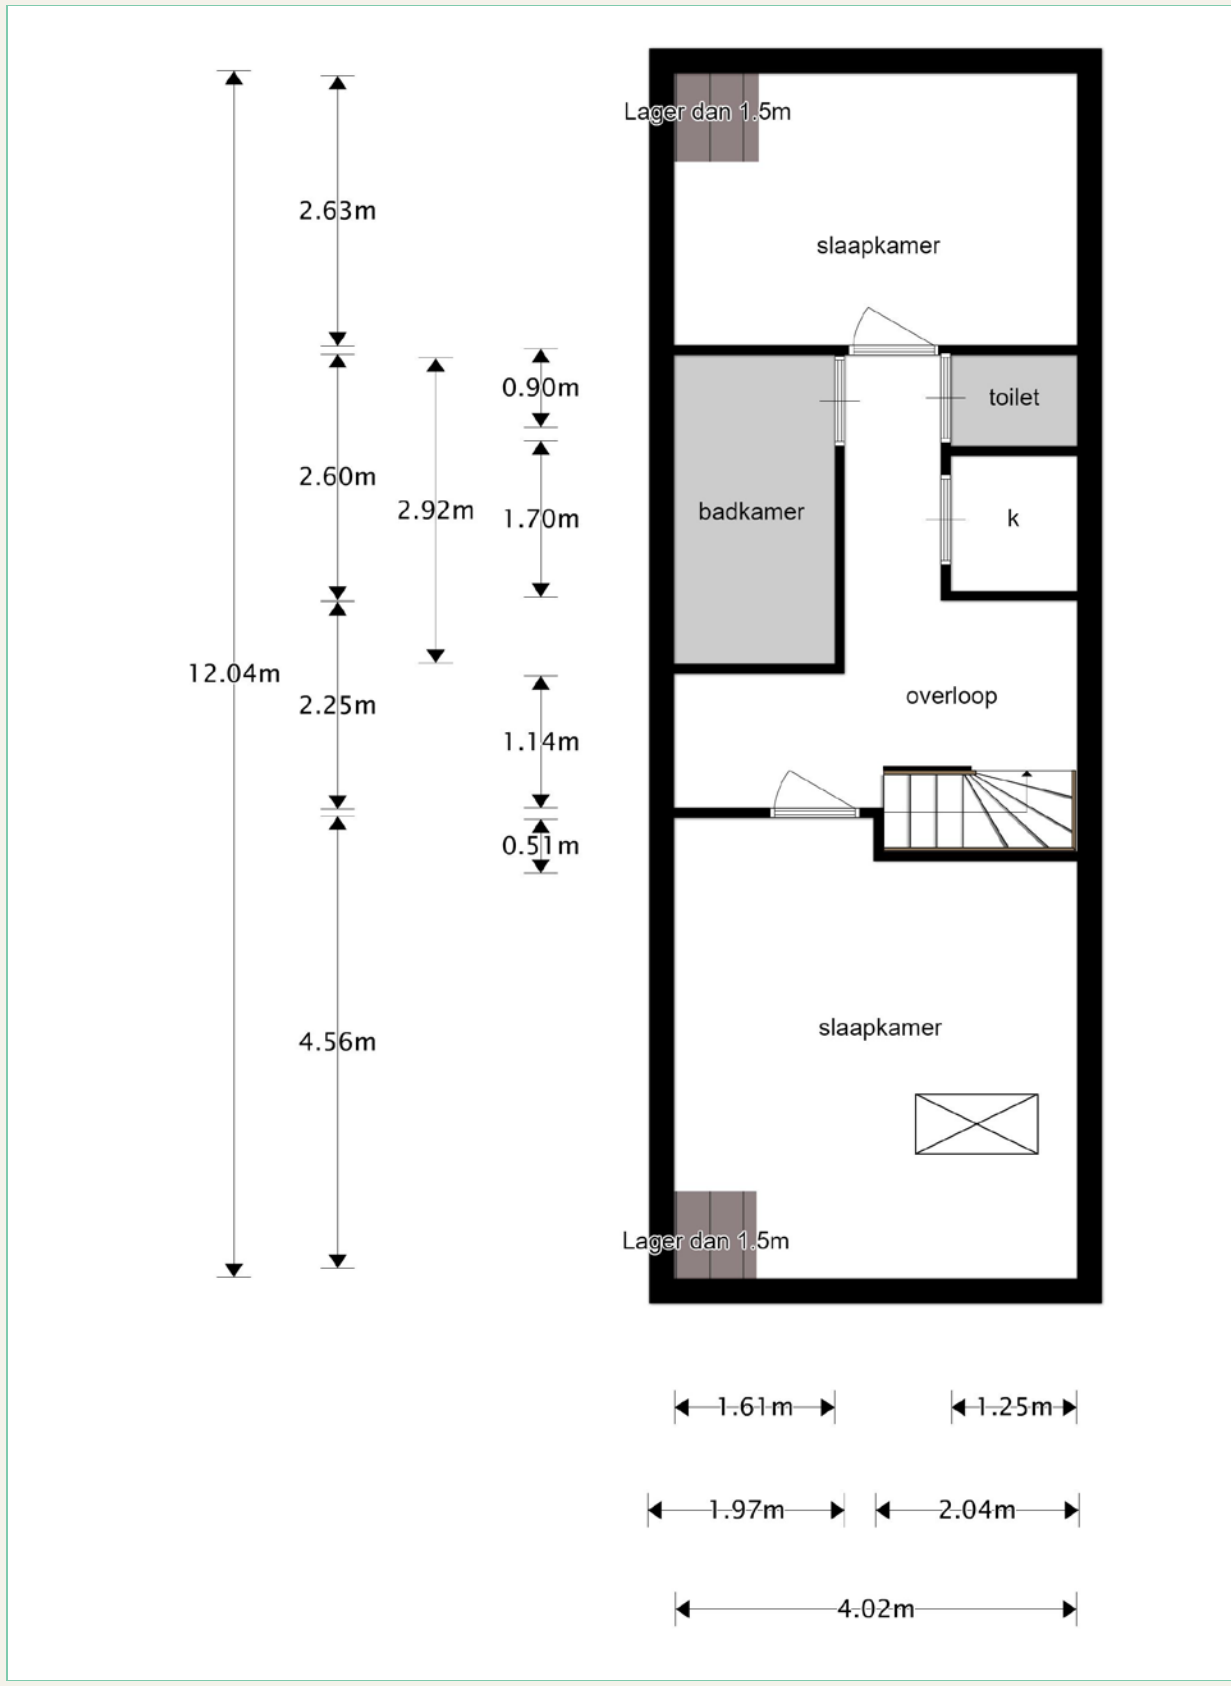 Lager dan 1.5m
2.63m
slaapkamer
0.90m
toilet
2.60m
2.92m
badkamer
1.70m
k
12.04m
2.25m
overloop
1.14m
0.51m
4.56m
slaapkamer
Lager dan 1.5m
1.61m
1.25m
1.97m
2.04m
4.02m